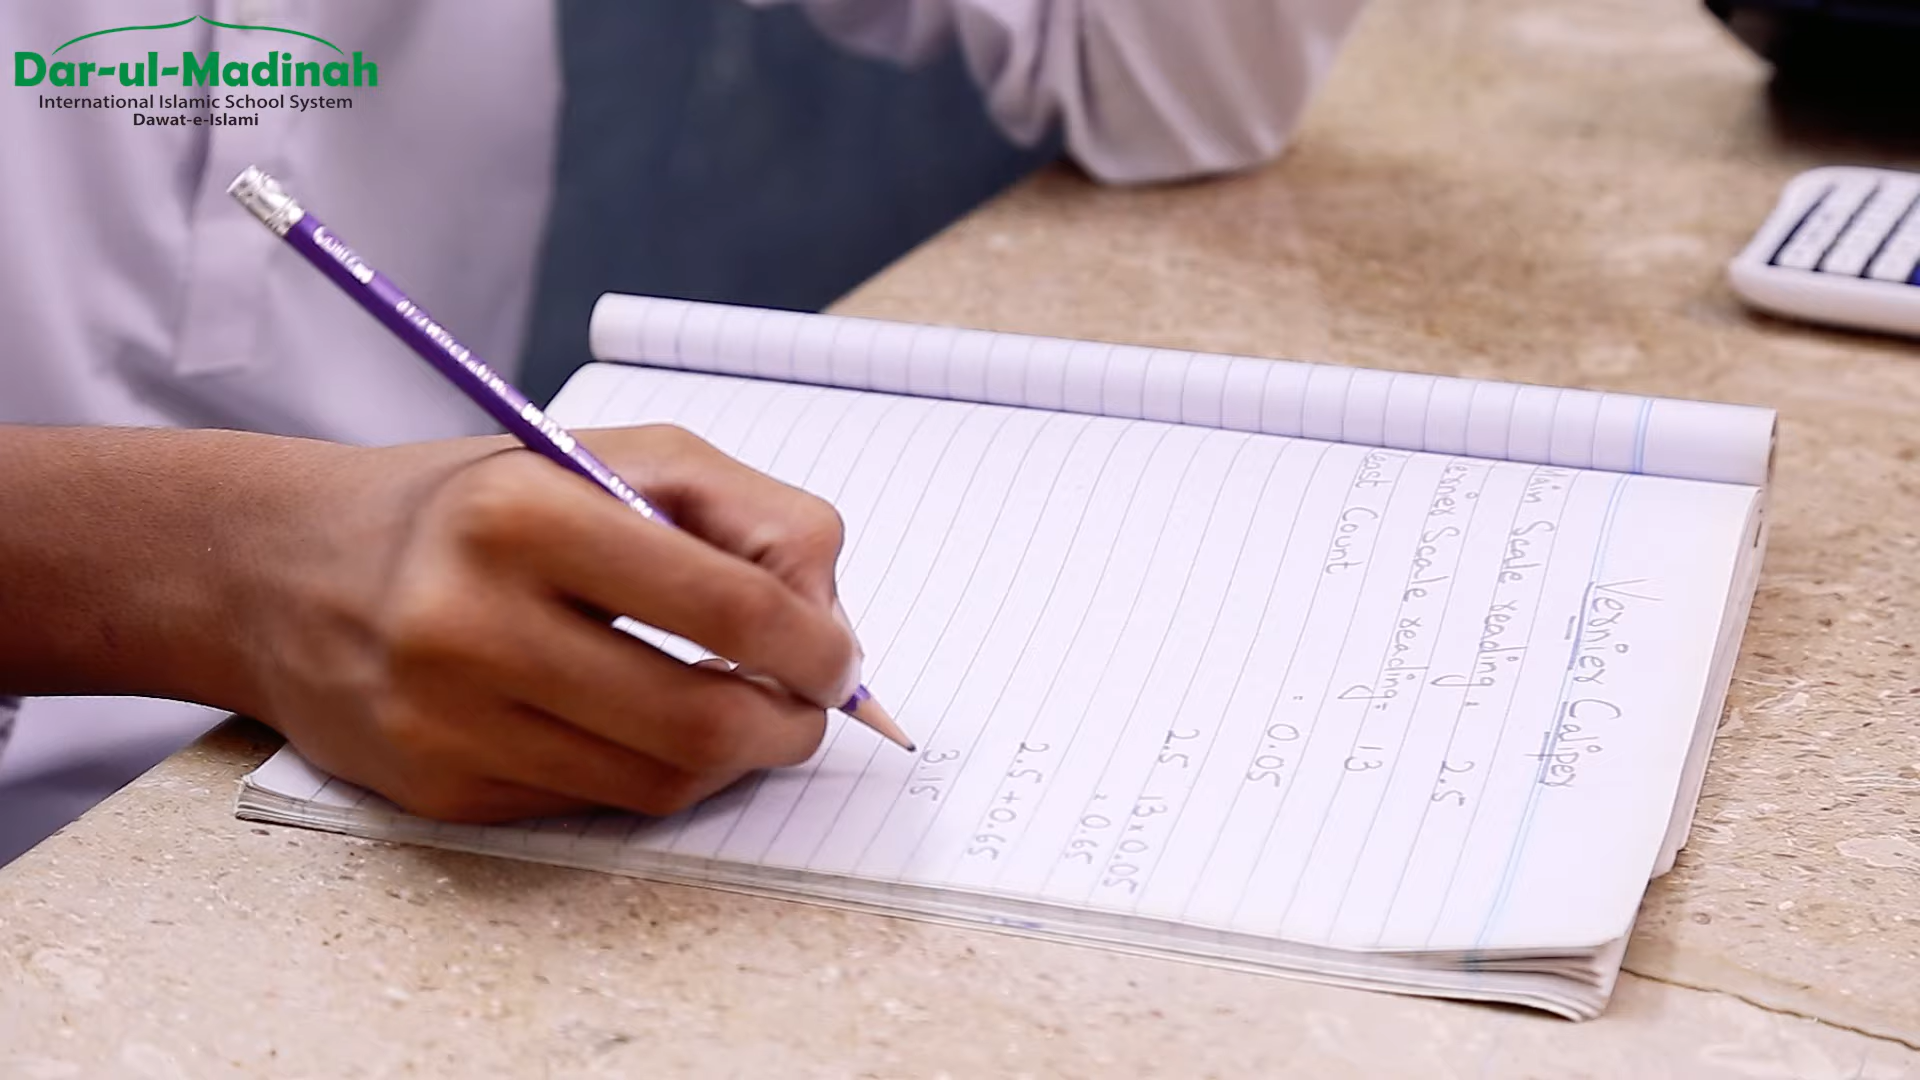 Dar-ul-Madinah
International Islamic School System
Dawat-e-Islami
Vernier Caliper
Main Scale reading = 2.5
Vernier Scale reading = 13
Least Count
= 0.05
2.5 13x0.05
= 0.65
2.5+0.65
3.15